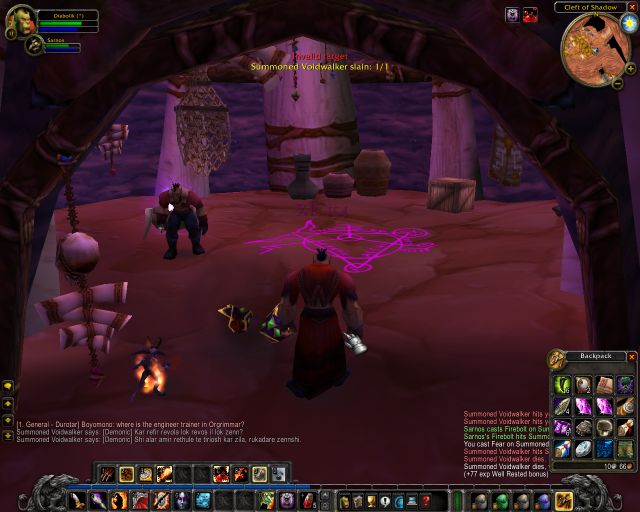 Diabolik (*)
Sarnos
Cleft of Shadow
Invalid target
Summoned Voidwalker slain: 1/1
Backpack
[1. General - Durotar] Boyomono: where is the engineer trainer in Orgrimmar?
Summoned Voidwalker says: [Demonic] Kar refir revola lok revos il lok zenn?
Summoned Voidwalker says: [Demonic] Shi alar amir rethule te tiriosh kar zila, rukadare zennshi.
Summoned Voidwalker hits y
Summoned Voidwalker hits
Sarnos casts Firebolt on Sum
Sarnos's Firebolt hits Summo
You cast Fear on Summoned
Summoned Voidwalker hits S
Summoned Voidwalker dies.
Summoned Voidwalker dies,
(+77 exp Well Rested bonus)
10 66